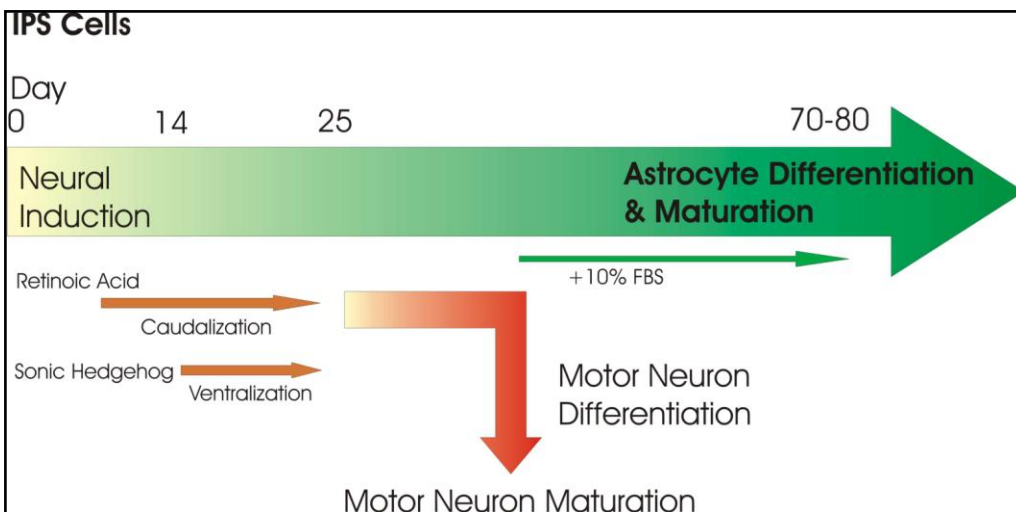 IPS Cells
Day
0 14 25 70-80
Neural
Induction
Astrocyte Differentiation
& Maturation
+10% FBS
Retinoic Acid
Caudalization
Sonic Hedgehog
Ventralization
Motor Neuron
Differentiation
Motor Neuron Maturation